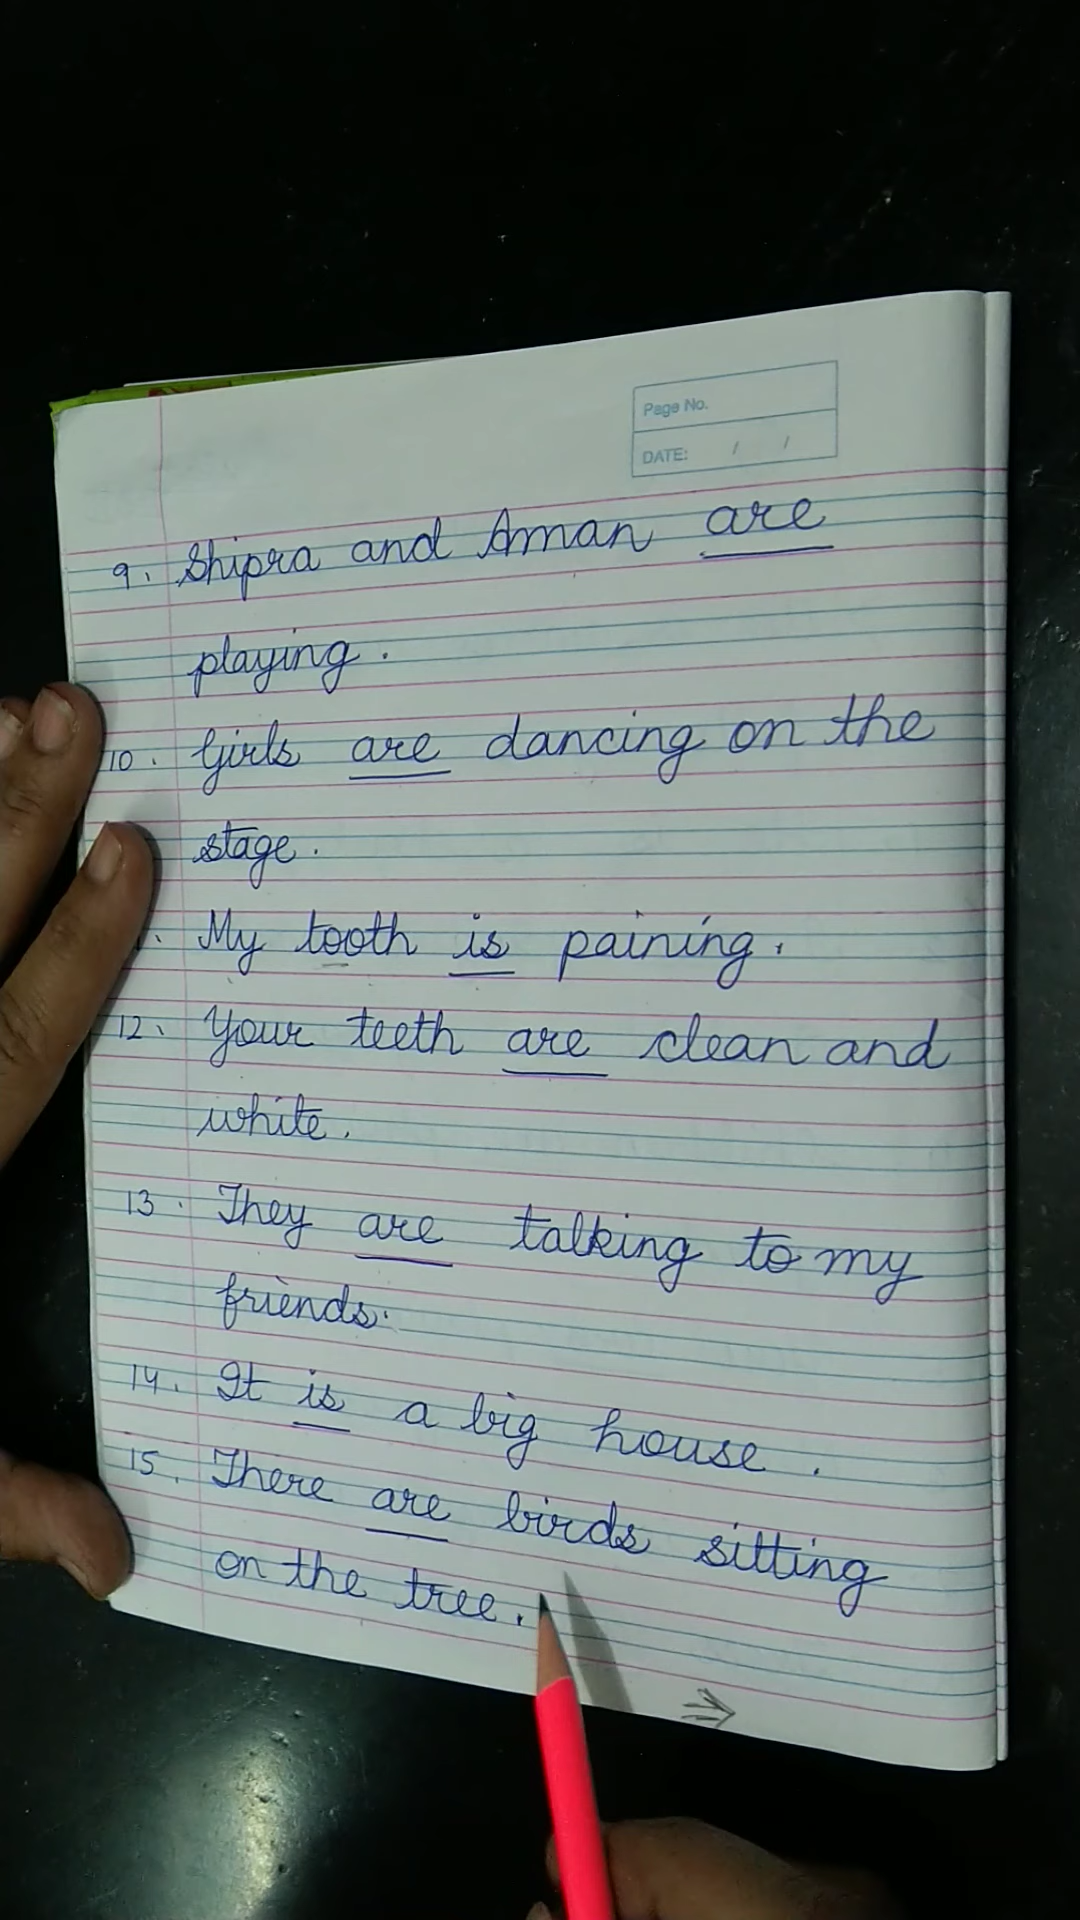 Page No.
DATE: / /
9. Shipra and Aman are
playing.
10. Girls are dancing on the
stage.
1. My tooth is paining.
12. Your teeth are clean and
white.
13. They are talking to my
friends.
14. It is a big house.
15. There are birds sitting
on the tree.